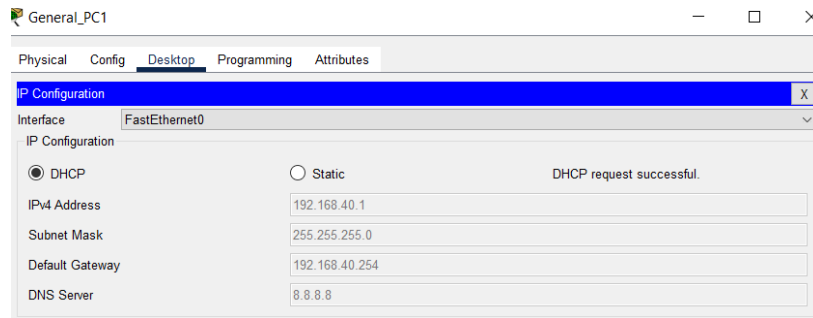 General_PC1
Physical Config Desktop Programming Attributes
IP Configuration X
Interface FastEthernet0
IP Configuration
DHCP Static DHCP request successful.
IPv4 Address 192.168.40.1
Subnet Mask 255.255.255.0
Default Gateway 192.168.40.254
DNS Server 8.8.8.8